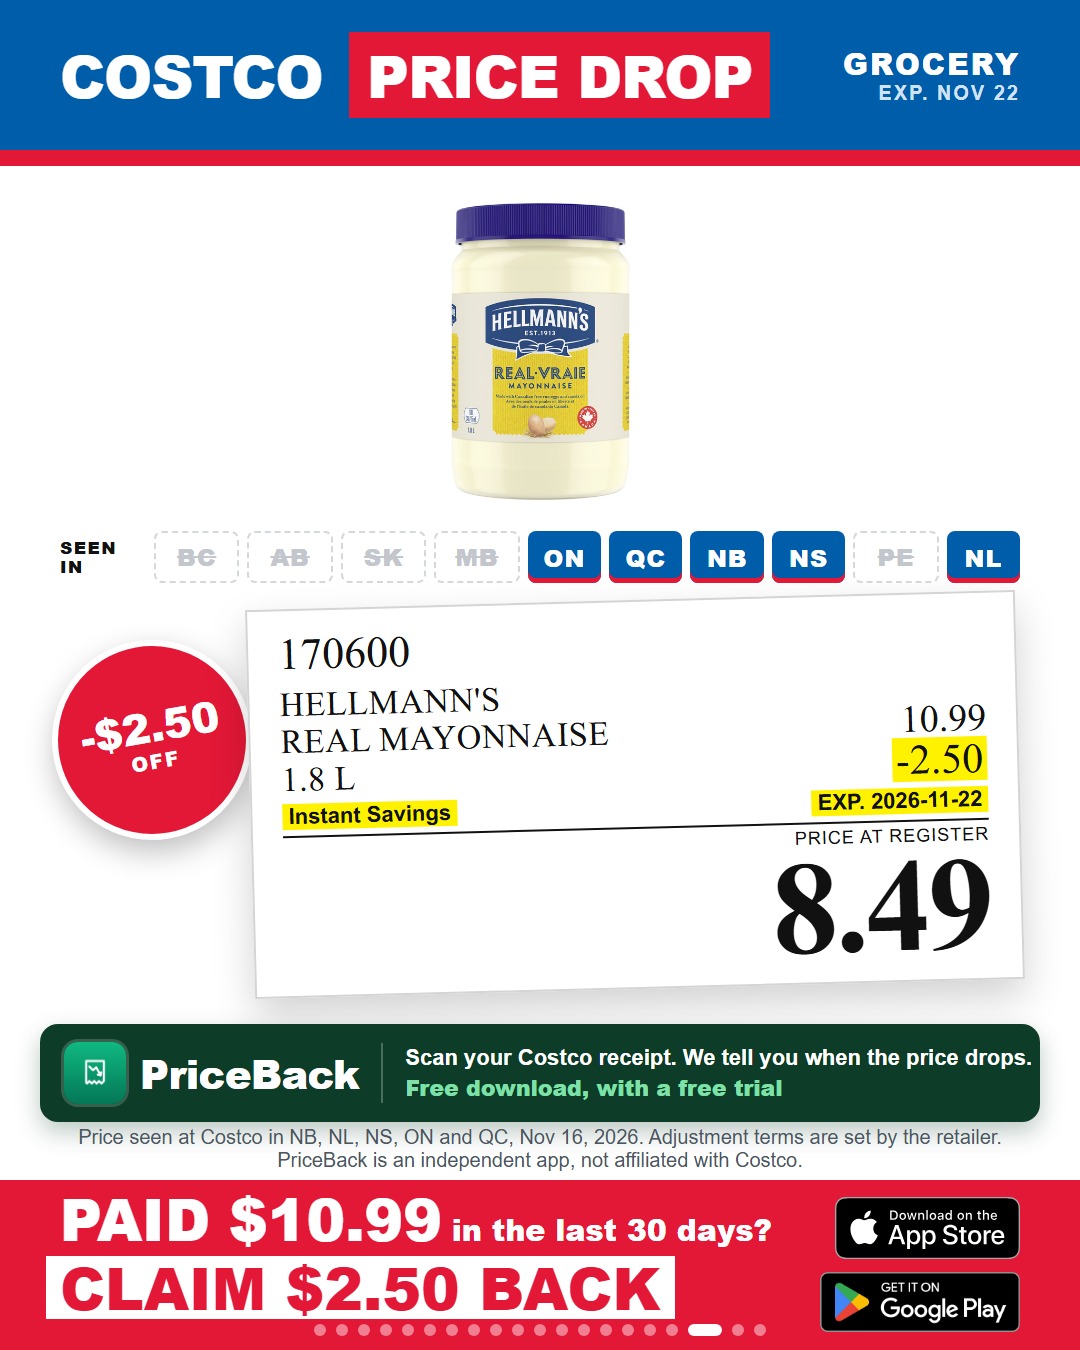 COSTCO PRICE DROP
GROCERY
EXP. NOV 22
HELLMANN'S
EST.1913
REAL·VRAIE
MAYONNAISE
SEEN IN
BC AB SK MB ON QC NB NS PE NL
170600
HELLMANN'S
REAL MAYONNAISE
1.8 L
10.99
-2.50
Instant Savings
EXP. 2026-11-22
PRICE AT REGISTER
8.49
-$2.50
OFF
PriceBack
Scan your Costco receipt. We tell you when the price drops.
Free download, with a free trial
Price seen at Costco in NB, NL, NS, ON and QC, Nov 16, 2026. Adjustment terms are set by the retailer.
PriceBack is an independent app, not affiliated with Costco.
PAID $10.99 in the last 30 days?
CLAIM $2.50 BACK
Download on the
App Store
GET IT ON
Google Play